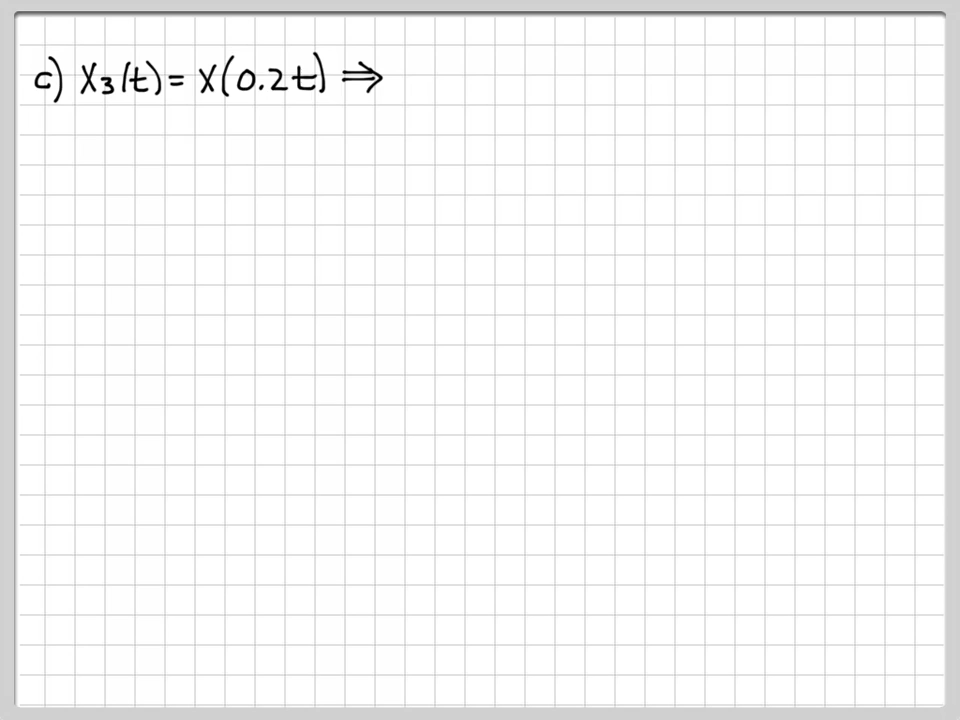 c) X3(t) = X(0.2t) ⇒